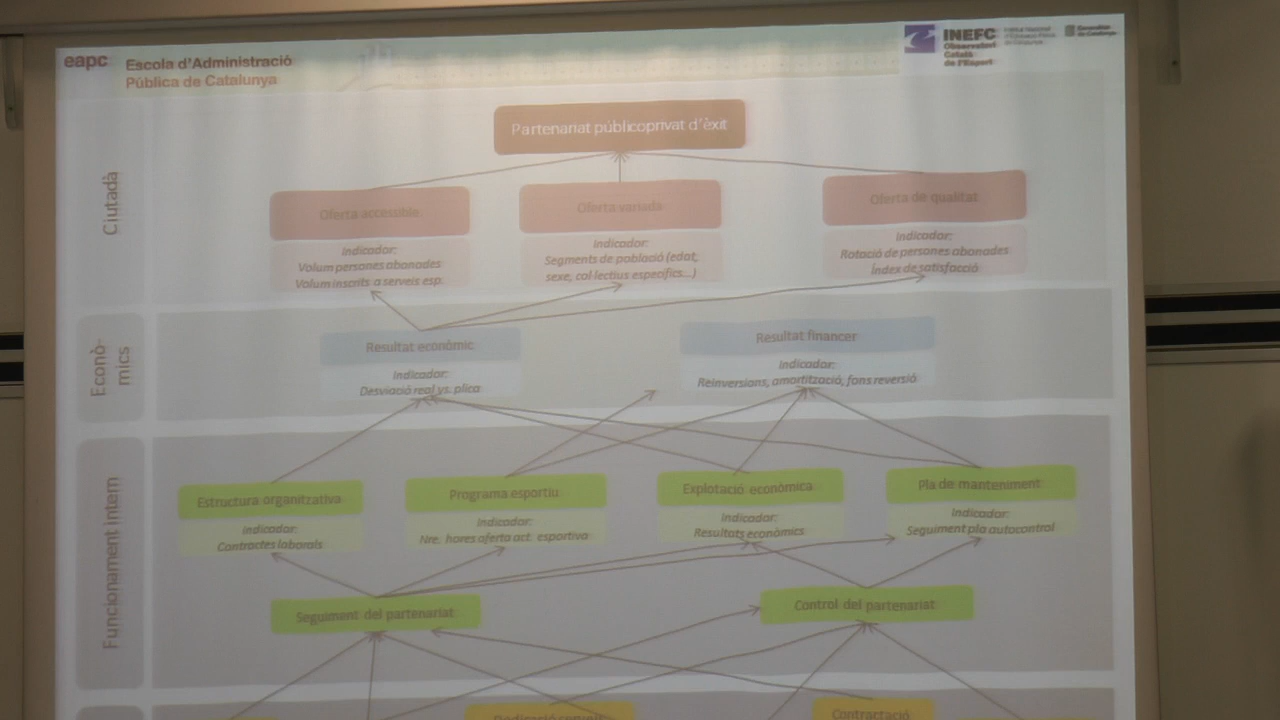 eapc
Escola d'Administració
Pública de Catalunya
INEFC
Observatori
Català
de l'Esport
Partenariat públicoprivat d'èxit
Ciutadà
Oferta accessible
Indicador:
Volum persones abonades
Volum inscrits a serveis esp.
Oferta variada
Indicador:
Segments de població (edat,
sexe, col·lectius específics...)
Oferta de qualitat
Indicador:
Rotació de persones abonades
Índex de satisfacció
Econò-
mics
Resultat econòmic
Indicador:
Desviació real vs. plica
Resultat financer
Indicador:
Reinversions, amortització, fons reversió
Funcionament intern
Estructura organitzativa
Indicador:
Contractes laborals
Programa esportiu
Indicador:
Nre. hores oferta act. esportiva
Explotació econòmica
Indicador:
Resultats econòmics
Pla de manteniment
Indicador:
Seguiment pla autocontrol
Seguiment del partenariat
Control del partenariat
Contractació